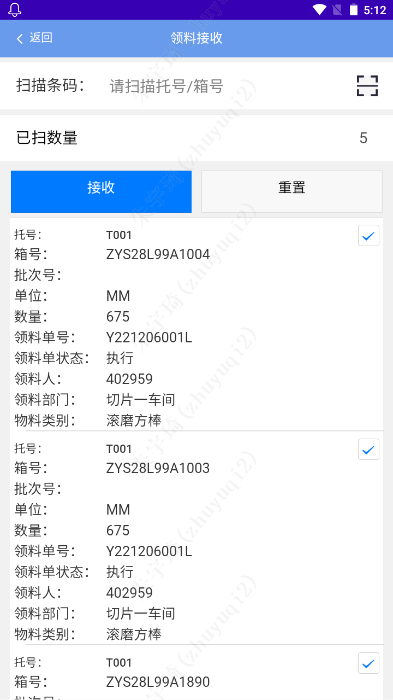 5:12
返回
领料接收
扫描条码： 请扫描托号/箱号
已扫数量 5
接收 重置
托号： T001
箱号： ZYS28L99A1004
批次号：
单位： MM
数量： 675
领料单号： Y221206001L
领料单状态： 执行
领料人： 402959
领料部门： 切片一车间
物料类别： 滚磨方棒
托号： T001
箱号： ZYS28L99A1003
批次号：
单位： MM
数量： 675
领料单号： Y221206001L
领料单状态： 执行
领料人： 402959
领料部门： 切片一车间
物料类别： 滚磨方棒
托号： T001
箱号： ZYS28L99A1890